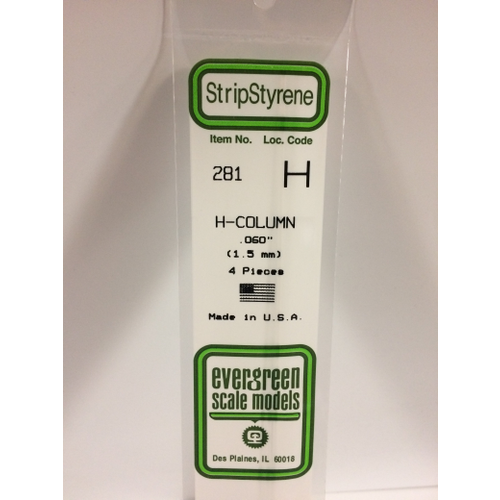 StripStyrene
Item No. Loc. Code
281 H
H-COLUMN
.060"
(1.5 mm)
4 Pieces
Made in U.S.A.
evergreen
scale models
Des Plaines, IL 60018